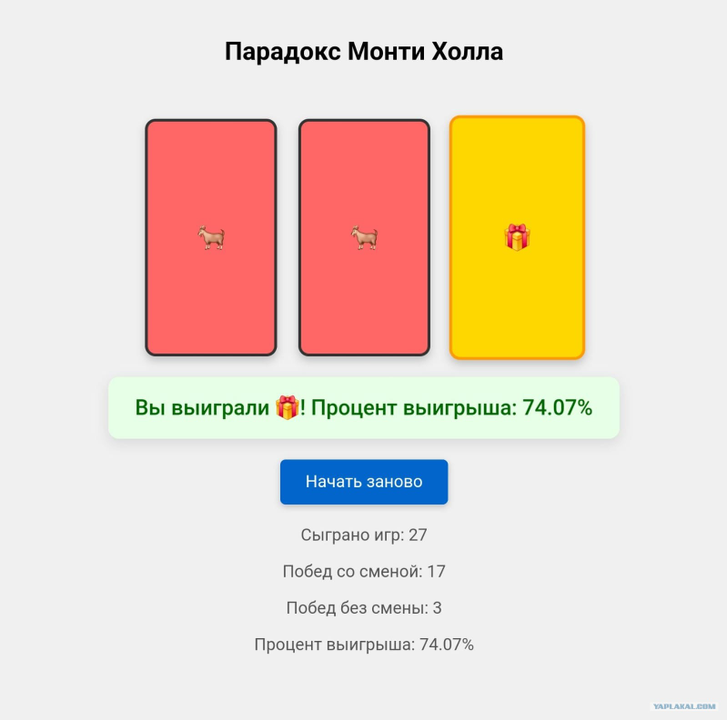 Парадокс Монти Холла
Вы выиграли 🎁! Процент выигрыша: 74.07%
Начать заново
Сыграно игр: 27
Побед со сменой: 17
Побед без смены: 3
Процент выигрыша: 74.07%
YAPLAKAL.COM